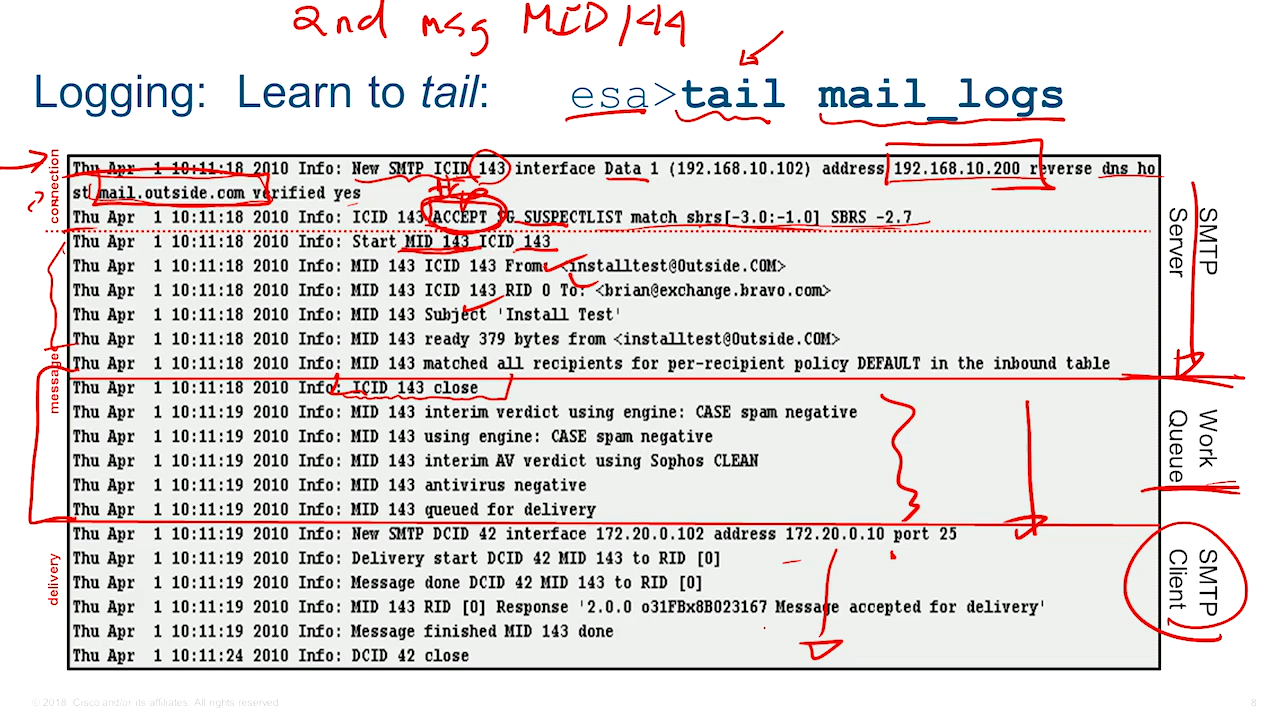 2nd msg MID 144
Logging: Learn to tail: esa>tail mail_logs
connection
Thu Apr 1 10:11:18 2010 Info: New SMTP ICID 143 interface Data 1 (192.168.10.102) address 192.168.10.200 reverse dns ho
st mail.outside.com verified yes
Thu Apr 1 10:11:18 2010 Info: ICID 143 ACCEPT SG SUSPECTLIST match sbrs[-3.0:-1.0] SBRS -2.7
SMTP
Server
message
Thu Apr 1 10:11:18 2010 Info: Start MID 143 ICID 143
Thu Apr 1 10:11:18 2010 Info: MID 143 ICID 143 From: <installtest@Outside.COM>
Thu Apr 1 10:11:18 2010 Info: MID 143 ICID 143 RID 0 To: <brian@exchange.bravo.com>
Thu Apr 1 10:11:18 2010 Info: MID 143 Subject 'Install Test'
Thu Apr 1 10:11:18 2010 Info: MID 143 ready 379 bytes from <installtest@Outside.COM>
Thu Apr 1 10:11:18 2010 Info: MID 143 matched all recipients for per-recipient policy DEFAULT in the inbound table
Thu Apr 1 10:11:18 2010 Info: ICID 143 close
Thu Apr 1 10:11:19 2010 Info: MID 143 interim verdict using engine: CASE spam negative
Thu Apr 1 10:11:19 2010 Info: MID 143 using engine: CASE spam negative
Thu Apr 1 10:11:19 2010 Info: MID 143 interim AV verdict using Sophos CLEAN
Thu Apr 1 10:11:19 2010 Info: MID 143 antivirus negative
Thu Apr 1 10:11:19 2010 Info: MID 143 queued for delivery
Work
Queue
delivery
Thu Apr 1 10:11:19 2010 Info: New SMTP DCID 42 interface 172.20.0.102 address 172.20.0.10 port 25
Thu Apr 1 10:11:19 2010 Info: Delivery start DCID 42 MID 143 to RID [0]
Thu Apr 1 10:11:19 2010 Info: Message done DCID 42 MID 143 to RID [0]
Thu Apr 1 10:11:19 2010 Info: MID 143 RID [0] Response '2.0.0 o31FBx8B023167 Message accepted for delivery'
Thu Apr 1 10:11:19 2010 Info: Message finished MID 143 done
Thu Apr 1 10:11:24 2010 Info: DCID 42 close
SMTP
Client
© 2018 Cisco and/or its affiliates. All rights reserved
8